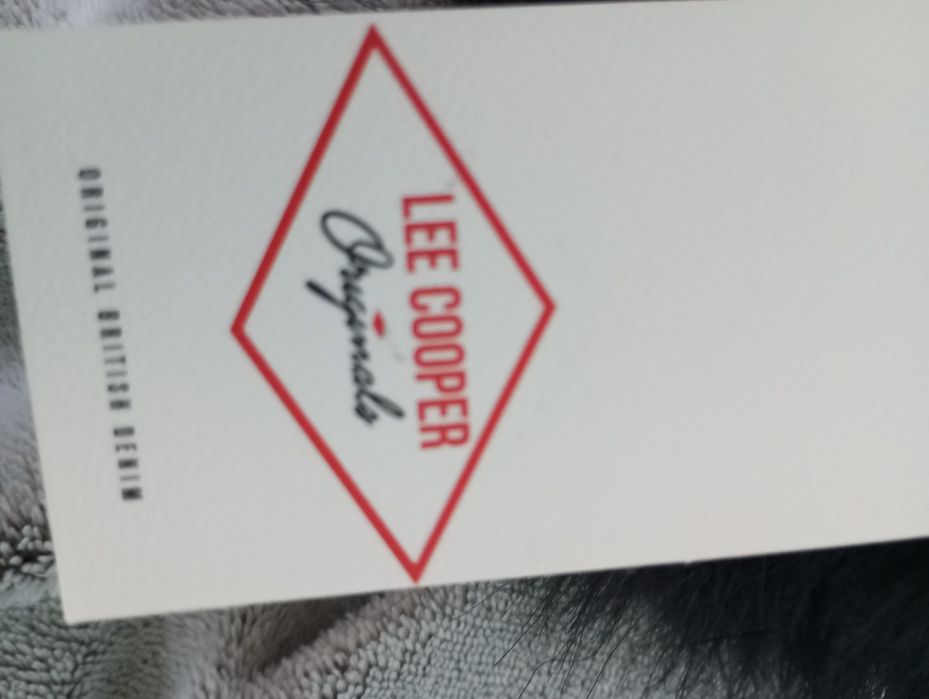 LEE COOPER
Originals
ORIGINAL BRITISH DENIM